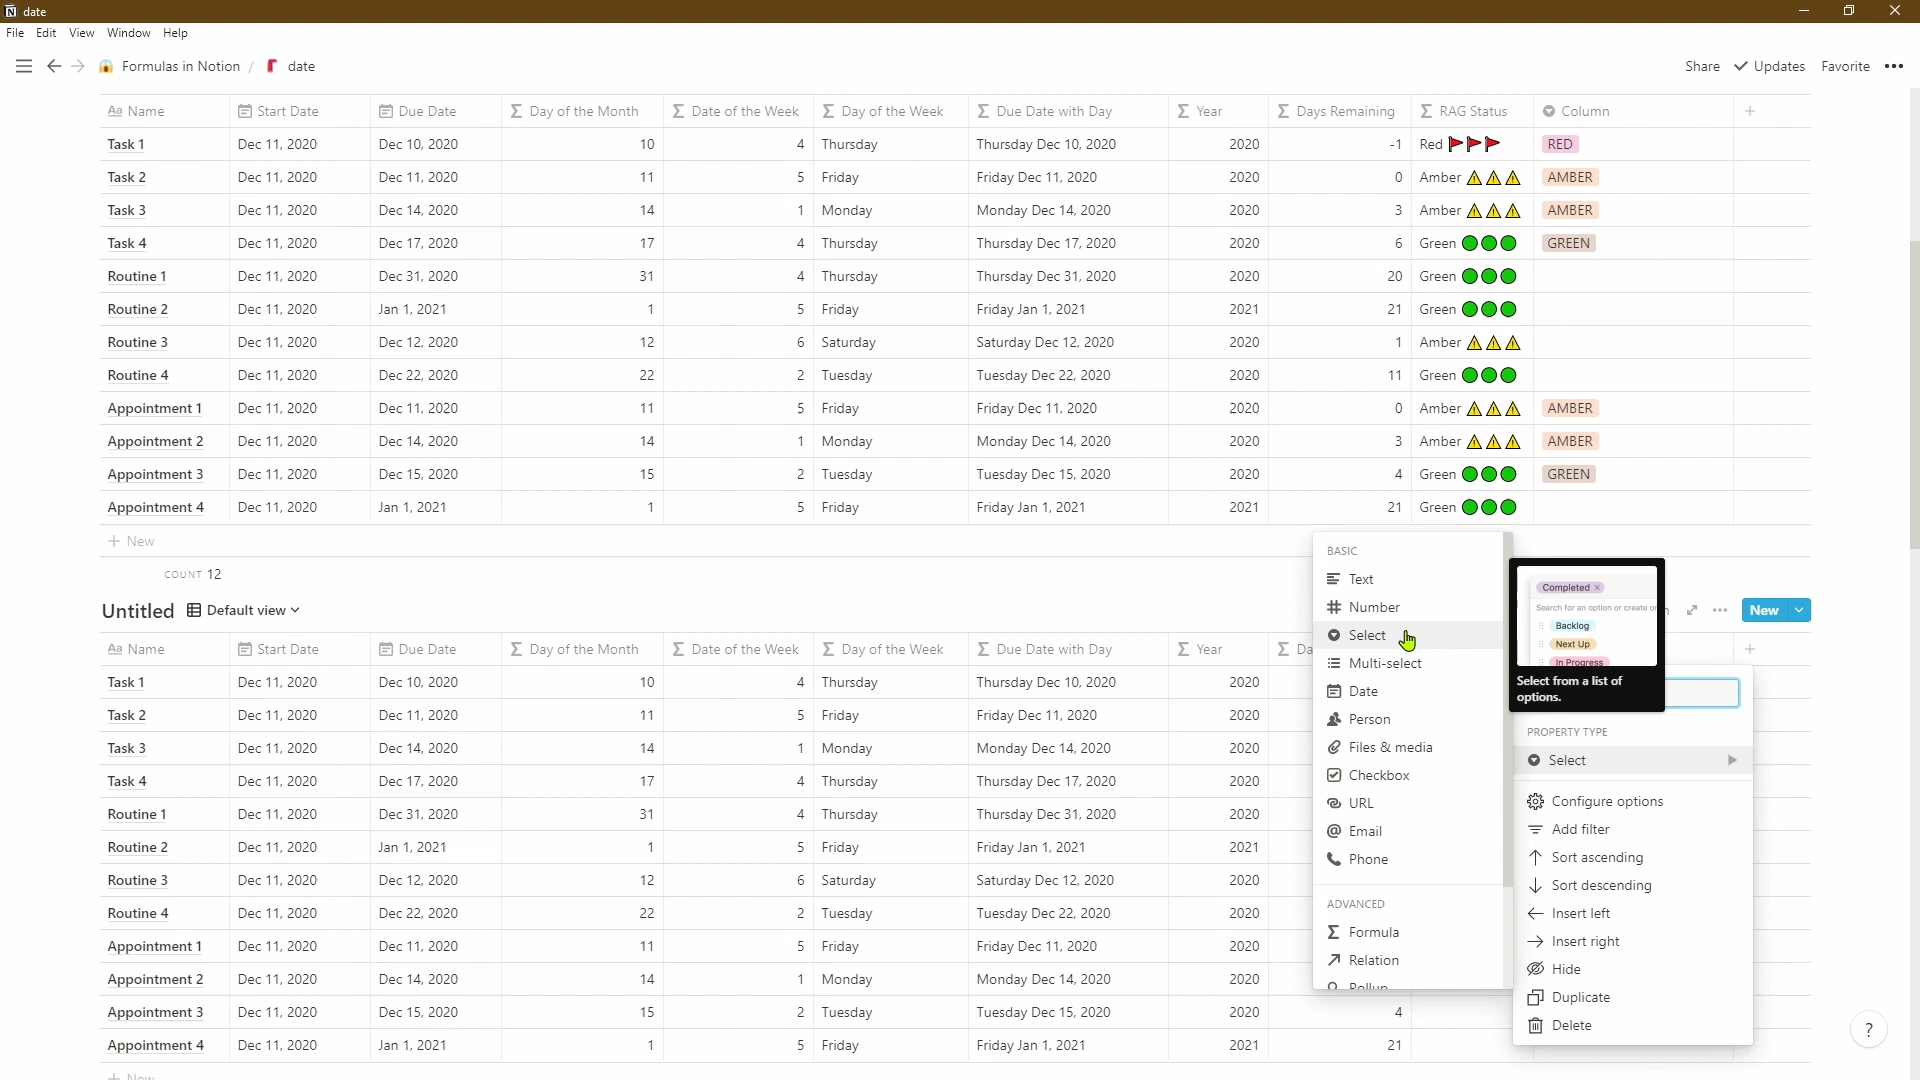 date
File Edit View Window Help
Formulas in Notion / date Share Updates Favorite
Aa Name Start Date Due Date Day of the Month Date of the Week Day of the Week Due Date with Day Year Days Remaining RAG Status Column
Task 1 Dec 11, 2020 Dec 10, 2020 10 4 Thursday Thursday Dec 10, 2020 2020 -1 Red RED
Task 2 Dec 11, 2020 Dec 11, 2020 11 5 Friday Friday Dec 11, 2020 2020 0 Amber AMBER
Task 3 Dec 11, 2020 Dec 14, 2020 14 1 Monday Monday Dec 14, 2020 2020 3 Amber AMBER
Task 4 Dec 11, 2020 Dec 17, 2020 17 4 Thursday Thursday Dec 17, 2020 2020 6 Green GREEN
Routine 1 Dec 11, 2020 Dec 31, 2020 31 4 Thursday Thursday Dec 31, 2020 2020 20 Green
Routine 2 Dec 11, 2020 Jan 1, 2021 1 5 Friday Friday Jan 1, 2021 2021 21 Green
Routine 3 Dec 11, 2020 Dec 12, 2020 12 6 Saturday Saturday Dec 12, 2020 2020 1 Amber
Routine 4 Dec 11, 2020 Dec 22, 2020 22 2 Tuesday Tuesday Dec 22, 2020 2020 11 Green
Appointment 1 Dec 11, 2020 Dec 11, 2020 11 5 Friday Friday Dec 11, 2020 2020 0 Amber AMBER
Appointment 2 Dec 11, 2020 Dec 14, 2020 14 1 Monday Monday Dec 14, 2020 2020 3 Amber AMBER
Appointment 3 Dec 11, 2020 Dec 15, 2020 15 2 Tuesday Tuesday Dec 15, 2020 2020 4 Green GREEN
Appointment 4 Dec 11, 2020 Jan 1, 2021 1 5 Friday Friday Jan 1, 2021 2021 21 Green
+ New
COUNT 12
Untitled Default view New
Aa Name Start Date Due Date Day of the Month Date of the Week Day of the Week Due Date with Day Year Da
Task 1 Dec 11, 2020 Dec 10, 2020 10 4 Thursday Thursday Dec 10, 2020 2020
Task 2 Dec 11, 2020 Dec 11, 2020 11 5 Friday Friday Dec 11, 2020 2020
Task 3 Dec 11, 2020 Dec 14, 2020 14 1 Monday Monday Dec 14, 2020 2020
Task 4 Dec 11, 2020 Dec 17, 2020 17 4 Thursday Thursday Dec 17, 2020 2020
Routine 1 Dec 11, 2020 Dec 31, 2020 31 4 Thursday Thursday Dec 31, 2020 2020
Routine 2 Dec 11, 2020 Jan 1, 2021 1 5 Friday Friday Jan 1, 2021 2021
Routine 3 Dec 11, 2020 Dec 12, 2020 12 6 Saturday Saturday Dec 12, 2020 2020
Routine 4 Dec 11, 2020 Dec 22, 2020 22 2 Tuesday Tuesday Dec 22, 2020 2020
Appointment 1 Dec 11, 2020 Dec 11, 2020 11 5 Friday Friday Dec 11, 2020 2020
Appointment 2 Dec 11, 2020 Dec 14, 2020 14 1 Monday Monday Dec 14, 2020 2020
Appointment 3 Dec 11, 2020 Dec 15, 2020 15 2 Tuesday Tuesday Dec 15, 2020 2020 4
Appointment 4 Dec 11, 2020 Jan 1, 2021 1 5 Friday Friday Jan 1, 2021 2021 21
+ New
BASIC
Text
Number
Select
Multi-select
Date
Person
Files & media
Checkbox
URL
Email
Phone
ADVANCED
Formula
Relation
Rollup
Completed ×
Search for an option or create on
Backlog
Next Up
In Progress
Select from a list of
options.
PROPERTY TYPE
Select
Configure options
Add filter
Sort ascending
Sort descending
Insert left
Insert right
Hide
Duplicate
Delete
?